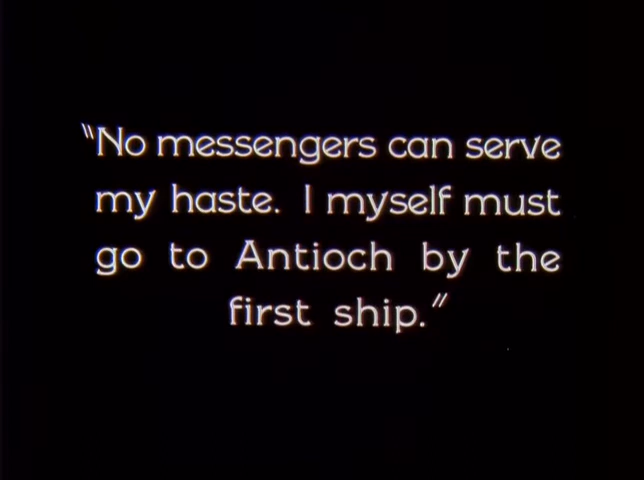 "No messengers can serve
my haste. I myself must
go to Antioch by the
first ship."